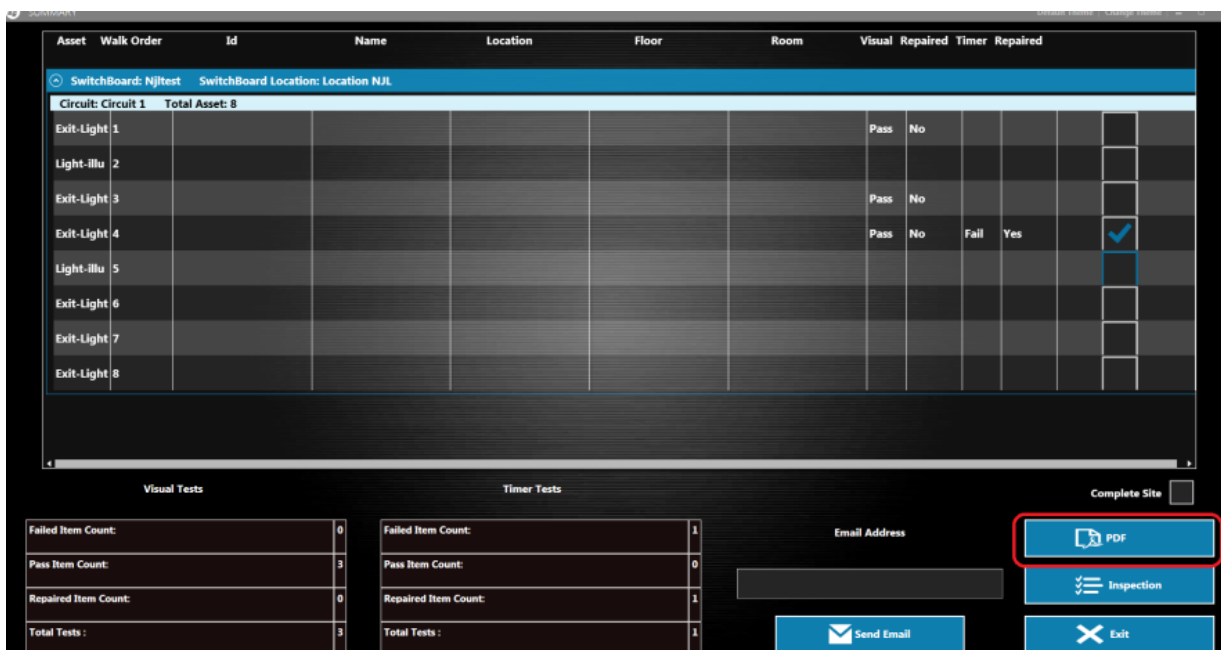 SUMMARY Default Theme Change Theme
Asset Walk Order Id Name Location Floor Room Visual Repaired Timer Repaired
SwitchBoard: Njltest SwitchBoard Location: Location NJL
Circuit: Circuit 1 Total Asset: 8
Exit-Light 1 Pass No
Light-illu 2
Exit-Light 3 Pass No
Exit-Light 4 Pass No Fail Yes
Light-illu 5
Exit-Light 6
Exit-Light 7
Exit-Light 8
Visual Tests Timer Tests Complete Site
Failed Item Count: 0 Failed Item Count: 1 Email Address PDF
Pass Item Count: 3 Pass Item Count: 0
Inspection
Repaired Item Count: 0 Repaired Item Count: 1
Total Tests : 3 Total Tests : 1 Send Email Exit